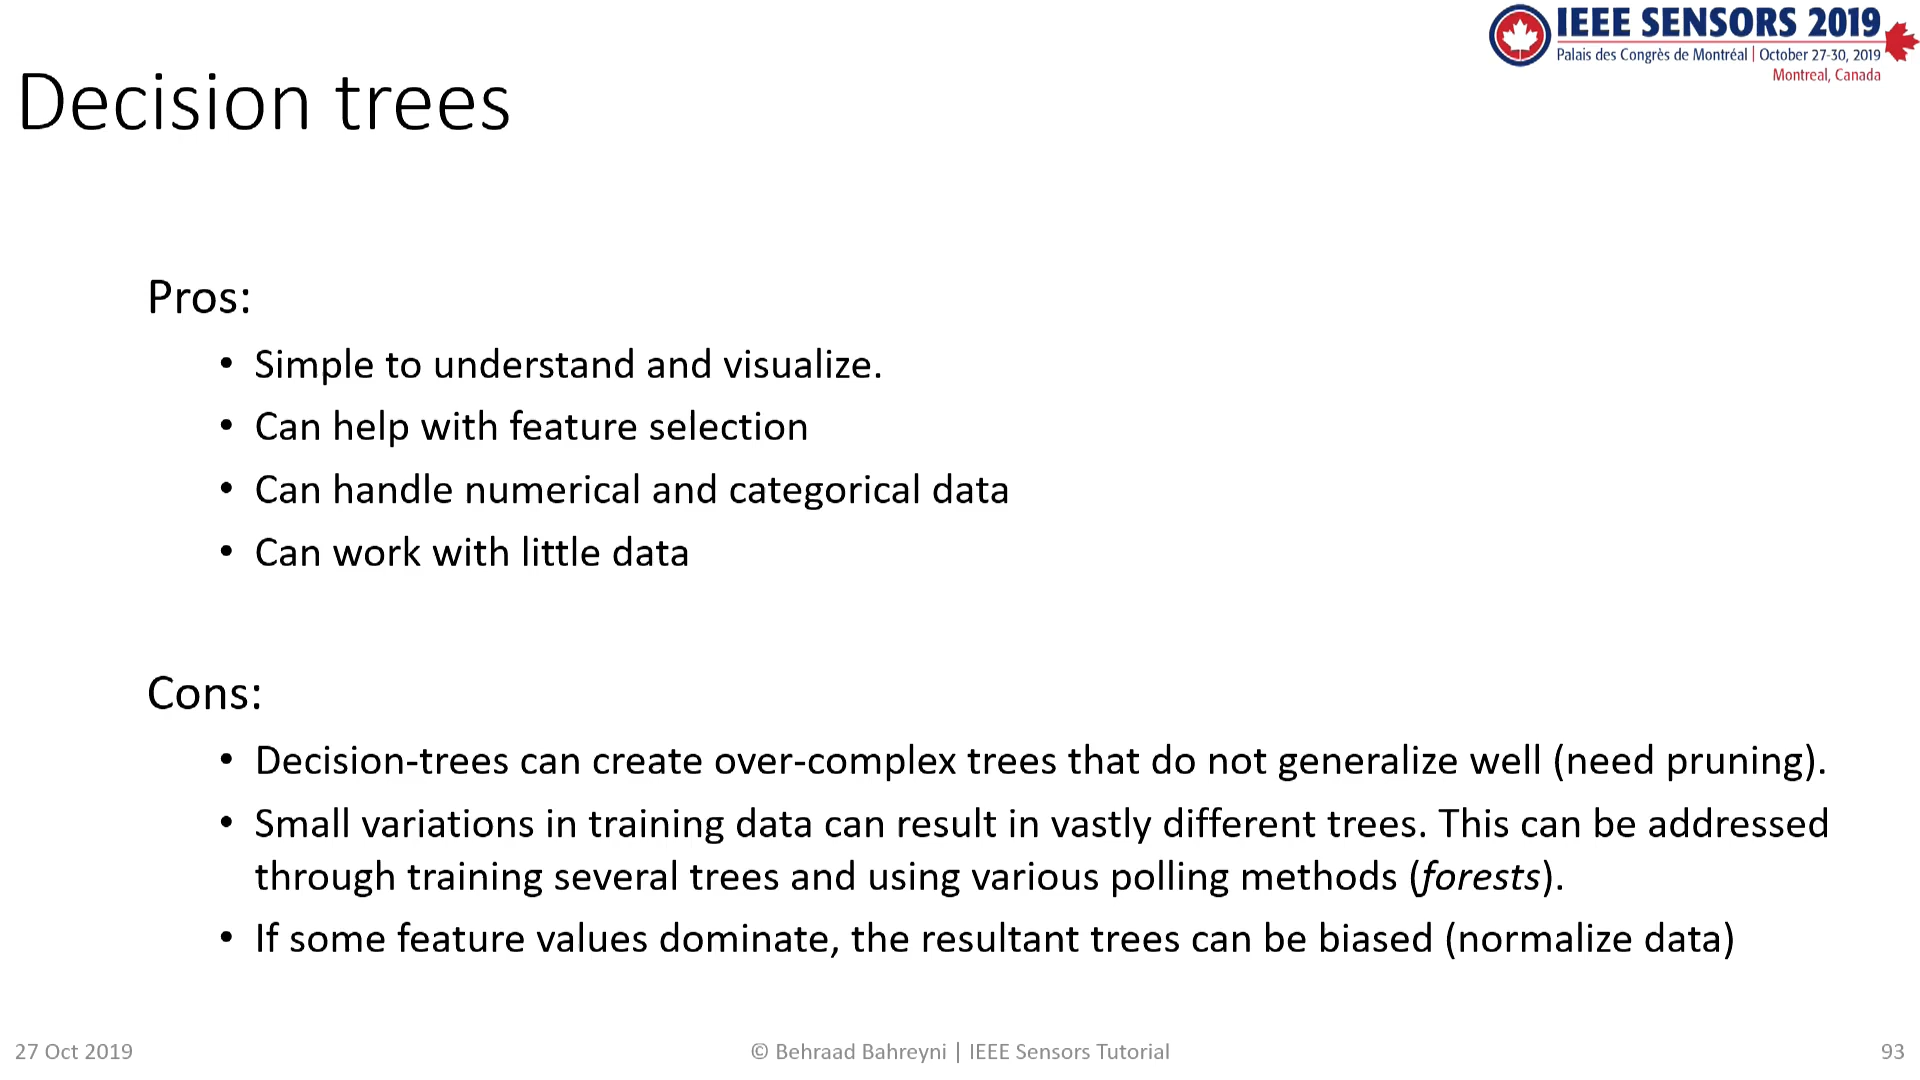 IEEE SENSORS 2019
Palais des Congrès de Montréal | October 27-30, 2019
Montreal, Canada
Decision trees
Pros:
• Simple to understand and visualize.
• Can help with feature selection
• Can handle numerical and categorical data
• Can work with little data
Cons:
• Decision-trees can create over-complex trees that do not generalize well (need pruning).
• Small variations in training data can result in vastly different trees. This can be addressed
through training several trees and using various polling methods (forests).
• If some feature values dominate, the resultant trees can be biased (normalize data)
27 Oct 2019
© Behraad Bahreyni | IEEE Sensors Tutorial
93